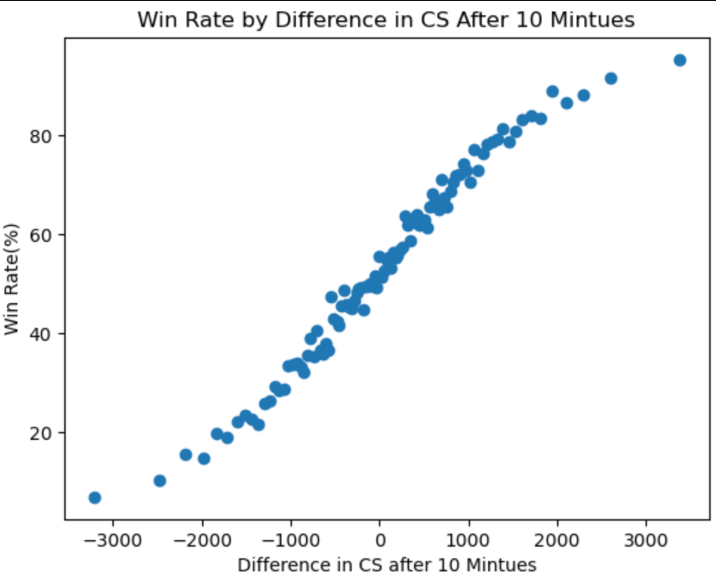 Win Rate by Difference in CS After 10 Mintues
Win Rate(%)
80
60
40
20
−3000 −2000 −1000 0 1000 2000 3000
Difference in CS after 10 Mintues